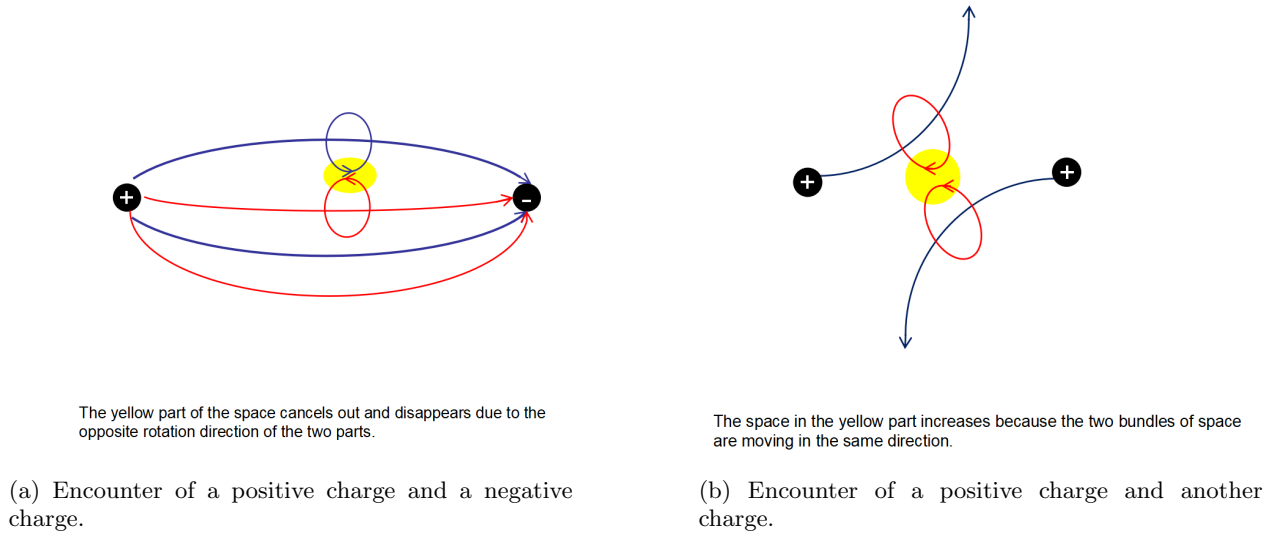 +
-
+
+
The yellow part of the space cancels out and disappears due to the
opposite rotation direction of the two parts.
The space in the yellow part increases because the two bundles of space
are moving in the same direction.
(a) Encounter of a positive charge and a negative
charge.
(b) Encounter of a positive charge and another
charge.